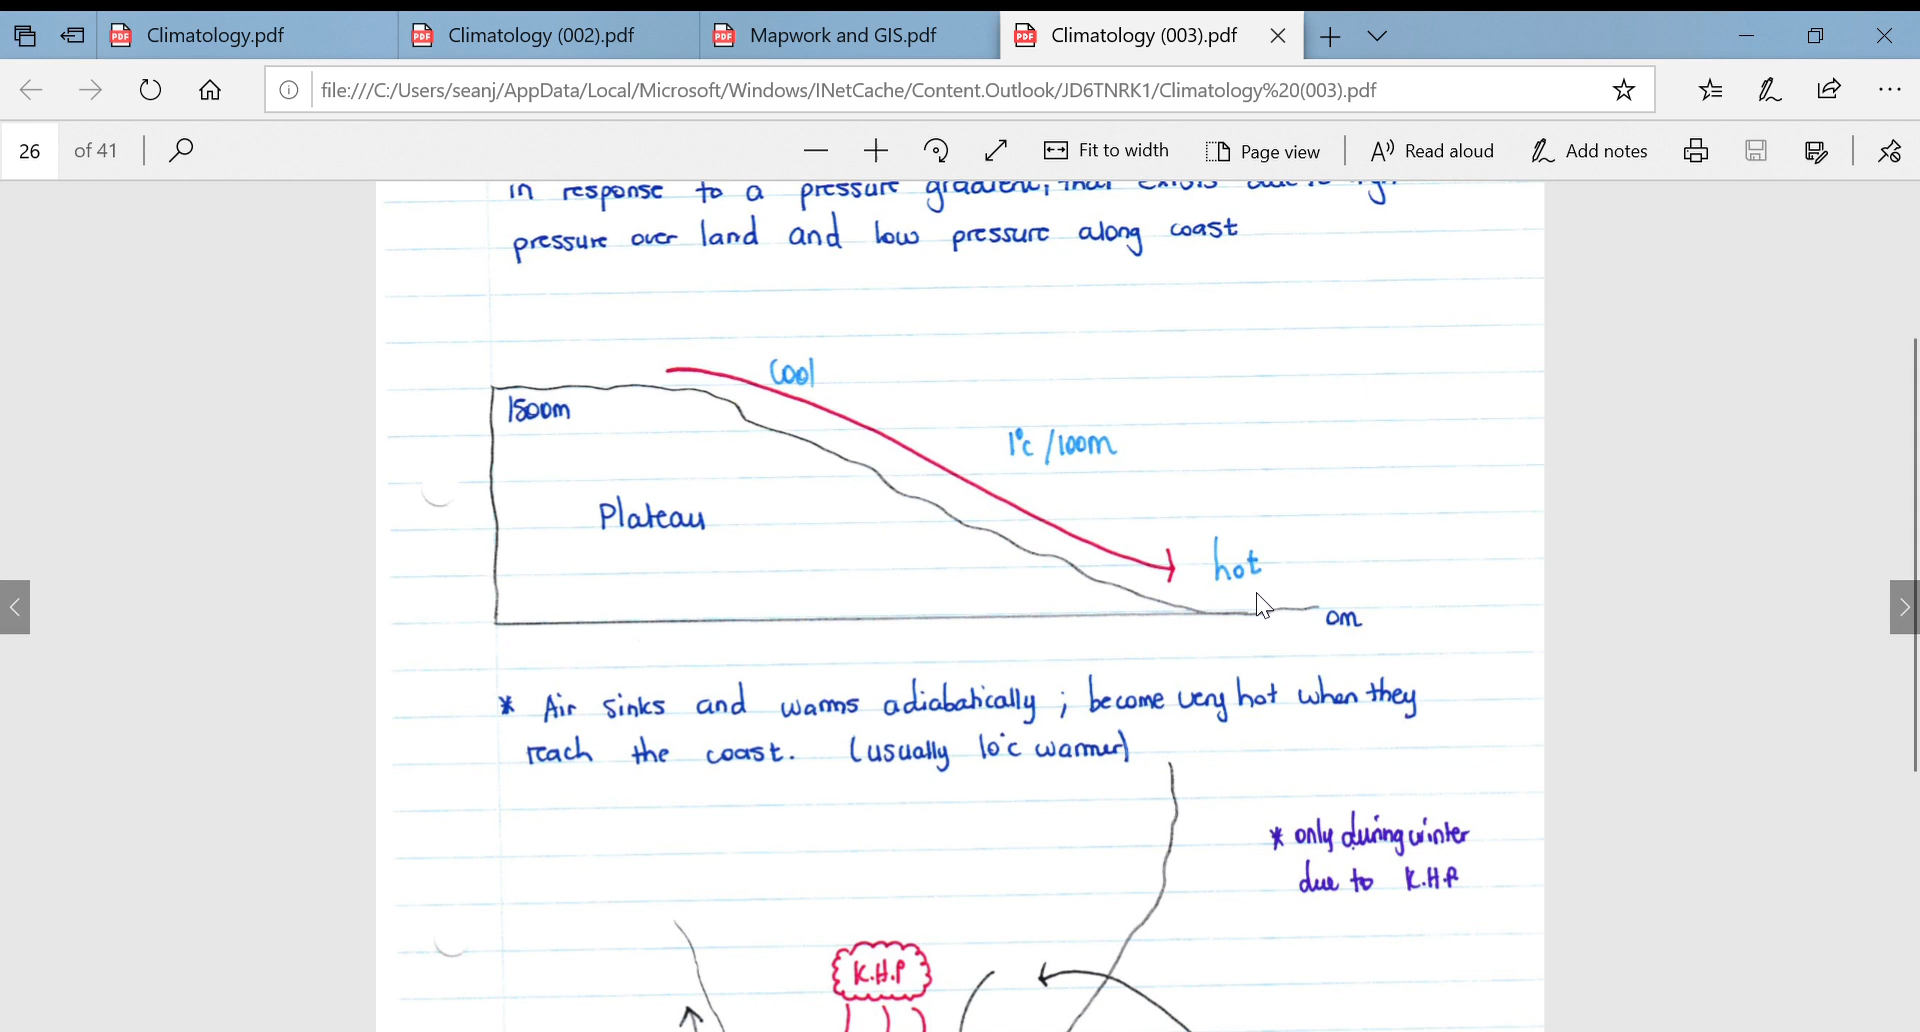 Climatology.pdf
Climatology (002).pdf
Mapwork and GIS.pdf
Climatology (003).pdf
file:///C:/Users/seanj/AppData/Local/Microsoft/Windows/INetCache/Content.Outlook/JD6TNRK1/Climatology%20(003).pdf
26 of 41
Fit to width
Page view
Read aloud
Add notes
in response to a pressure gradient, that exists
pressure over land and low pressure along coast
Cool
1500m
1°c /100m
Plateau
hot
0m
* Air sinks and warms adiabatically ; become very hot when they
reach the coast. (usually 10°c warmer)
* only during winter
due to K.H.P
K.H.P